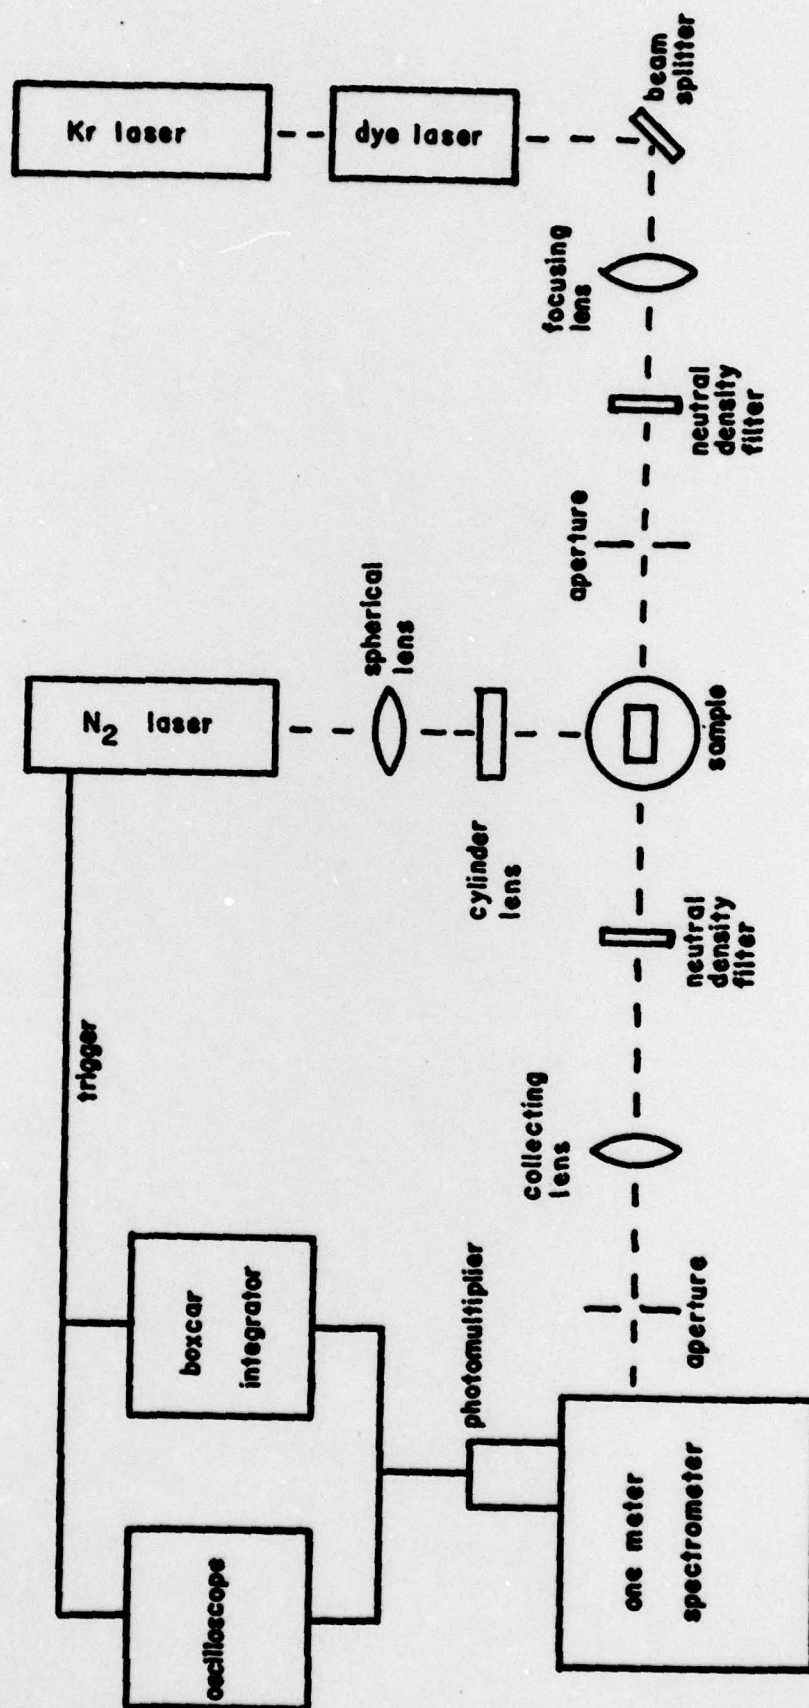 Kr laser
dye laser
beam
splitter
focusing
lens
neutral
density
filter
aperture
N2 laser
spherical
lens
cylinder
lens
sample
neutral
density
filter
trigger
collecting
lens
aperture
boxcar
integrator
photomultiplier
oscilloscope
one meter
spectrometer